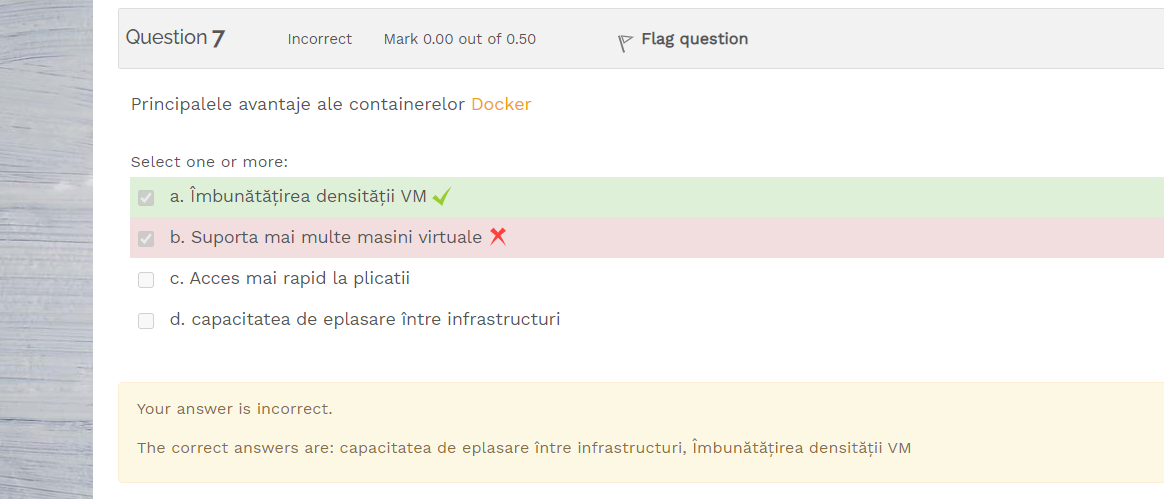 Question 7 Incorrect Mark 0.00 out of 0.50 Flag question
Principalele avantaje ale containerelor Docker
Select one or more:
a. Îmbunătățirea densității VM
b. Suporta mai multe masini virtuale
c. Acces mai rapid la plicatii
d. capacitatea de eplasare între infrastructuri
Your answer is incorrect.
The correct answers are: capacitatea de eplasare între infrastructuri, Îmbunătățirea densității VM